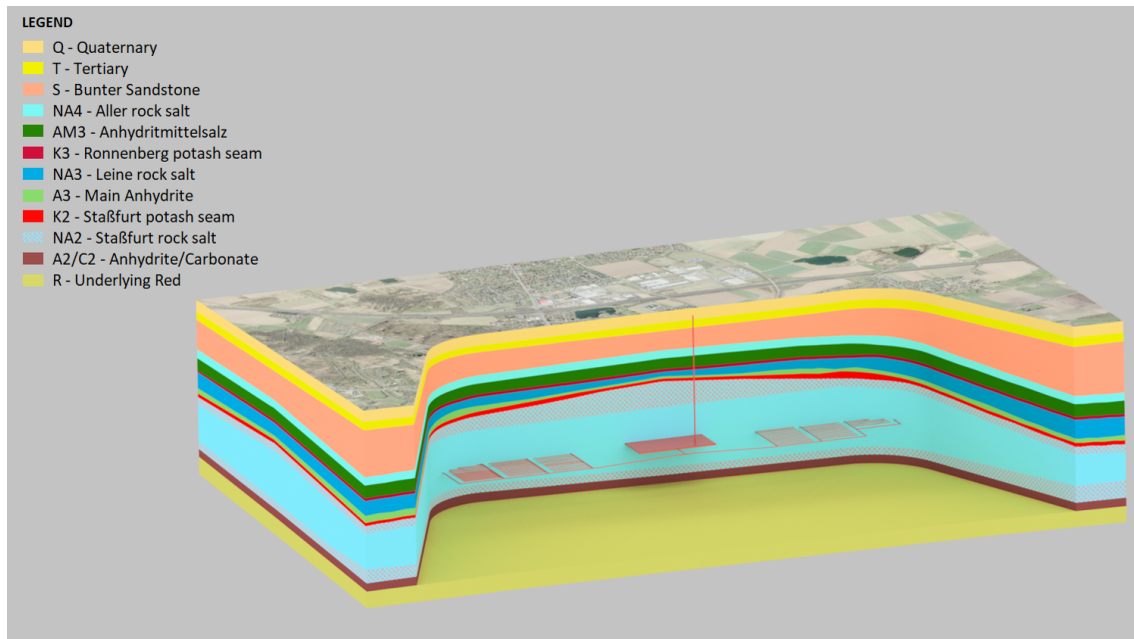 LEGEND
Q - Quaternary
T - Tertiary
S - Bunter Sandstone
NA4 - Aller rock salt
AM3 - Anhydritmittelsalz
K3 - Ronnenberg potash seam
NA3 - Leine rock salt
A3 - Main Anhydrite
K2 - Staßfurt potash seam
NA2 - Staßfurt rock salt
A2/C2 - Anhydrite/Carbonate
R - Underlying Red